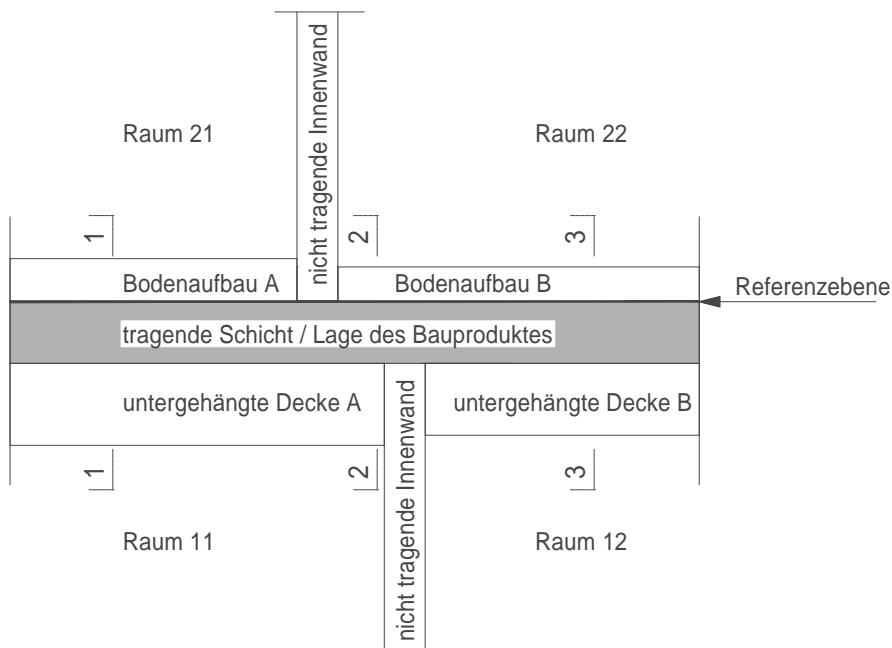 nicht tragende Innenwand
Raum 21
Raum 22
1
2
3
Bodenaufbau A
Bodenaufbau B
Referenzebene
tragende Schicht / Lage des Bauproduktes
untergehängte Decke A
nicht tragende Innenwand
untergehängte Decke B
1
2
3
Raum 11
Raum 12